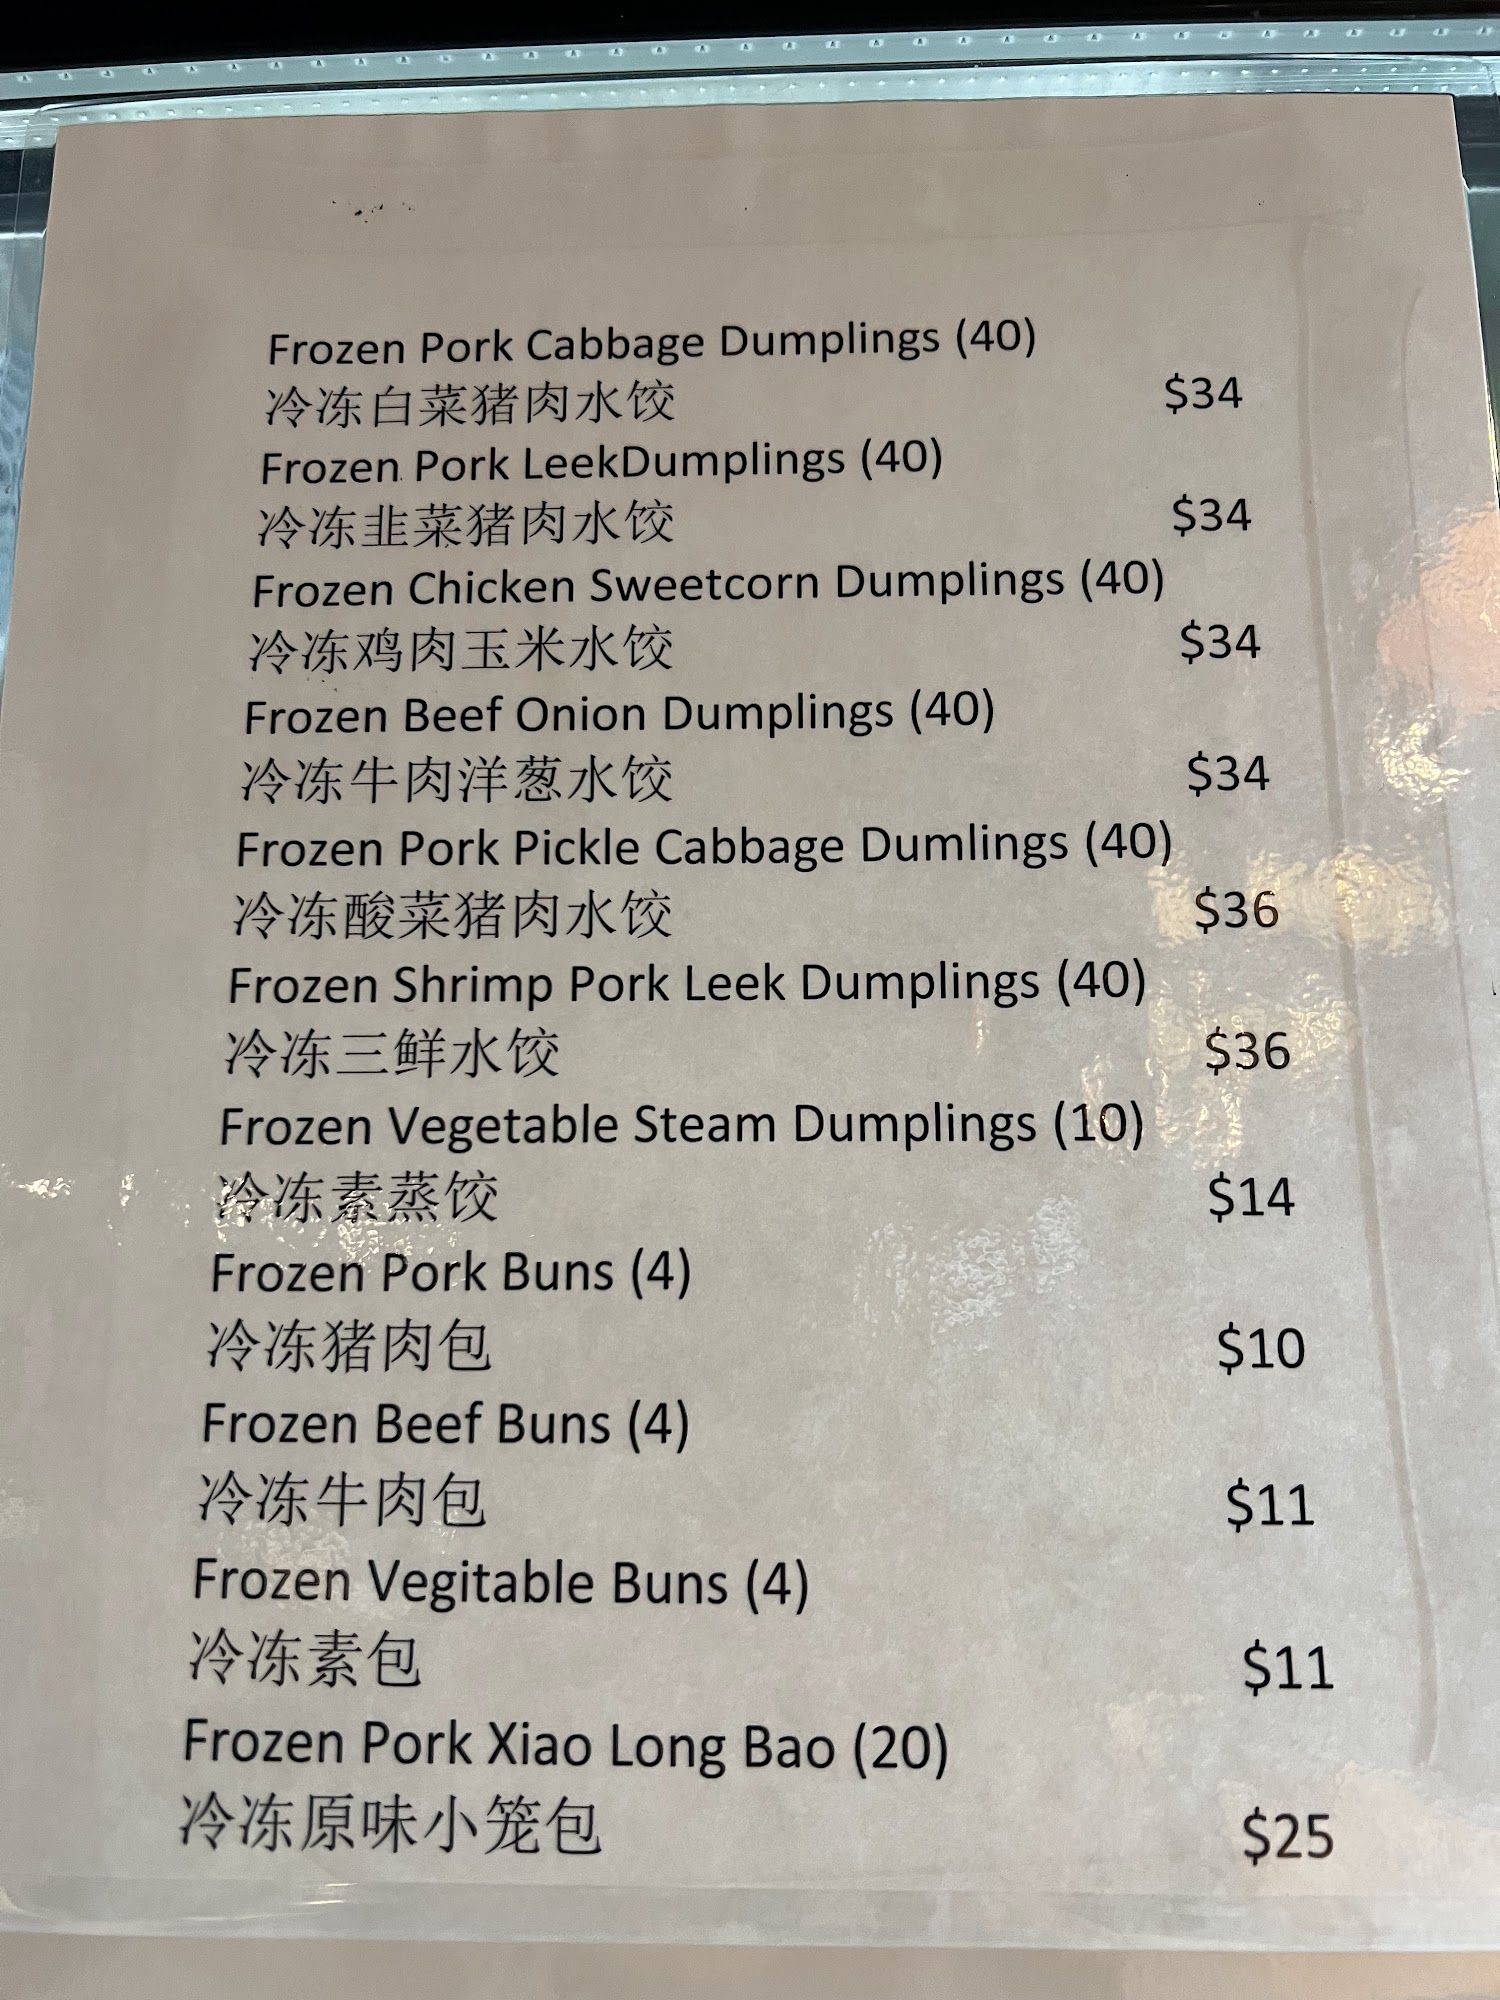 Frozen Pork Cabbage Dumplings (40)
冷冻白菜猪肉水饺 $34
Frozen Pork LeekDumplings (40)
冷冻韭菜猪肉水饺 $34
Frozen Chicken Sweetcorn Dumplings (40)
冷冻鸡肉玉米水饺 $34
Frozen Beef Onion Dumplings (40)
冷冻牛肉洋葱水饺 $34
Frozen Pork Pickle Cabbage Dumlings (40)
冷冻酸菜猪肉水饺 $36
Frozen Shrimp Pork Leek Dumplings (40)
冷冻三鲜水饺 $36
Frozen Vegetable Steam Dumplings (10)
冷冻素蒸饺 $14
Frozen Pork Buns (4)
冷冻猪肉包 $10
Frozen Beef Buns (4)
冷冻牛肉包 $11
Frozen Vegitable Buns (4)
冷冻素包 $11
Frozen Pork Xiao Long Bao (20)
冷冻原味小笼包 $25